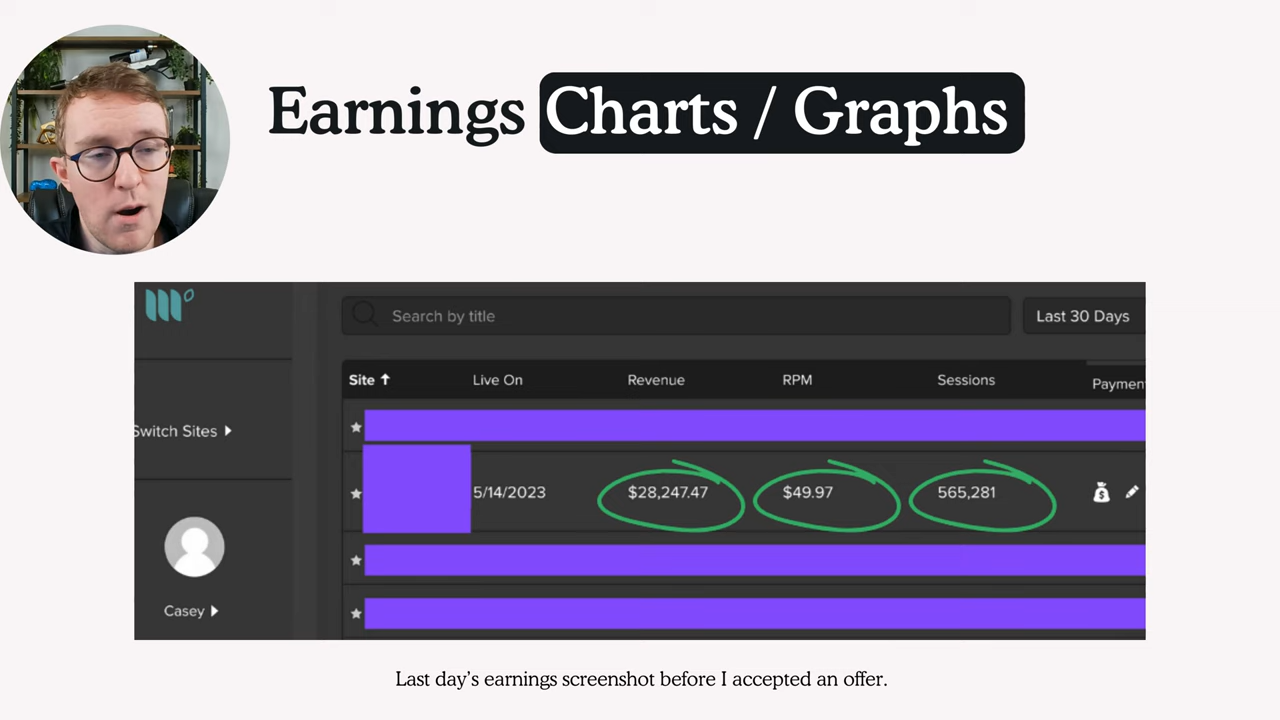 Earnings Charts / Graphs
Search by title
Last 30 Days
Site ↑ Live On Revenue RPM Sessions Paymen
Switch Sites
5/14/2023 $28,247.47 $49.97 565,281
Casey
Last day's earnings screenshot before I accepted an offer.